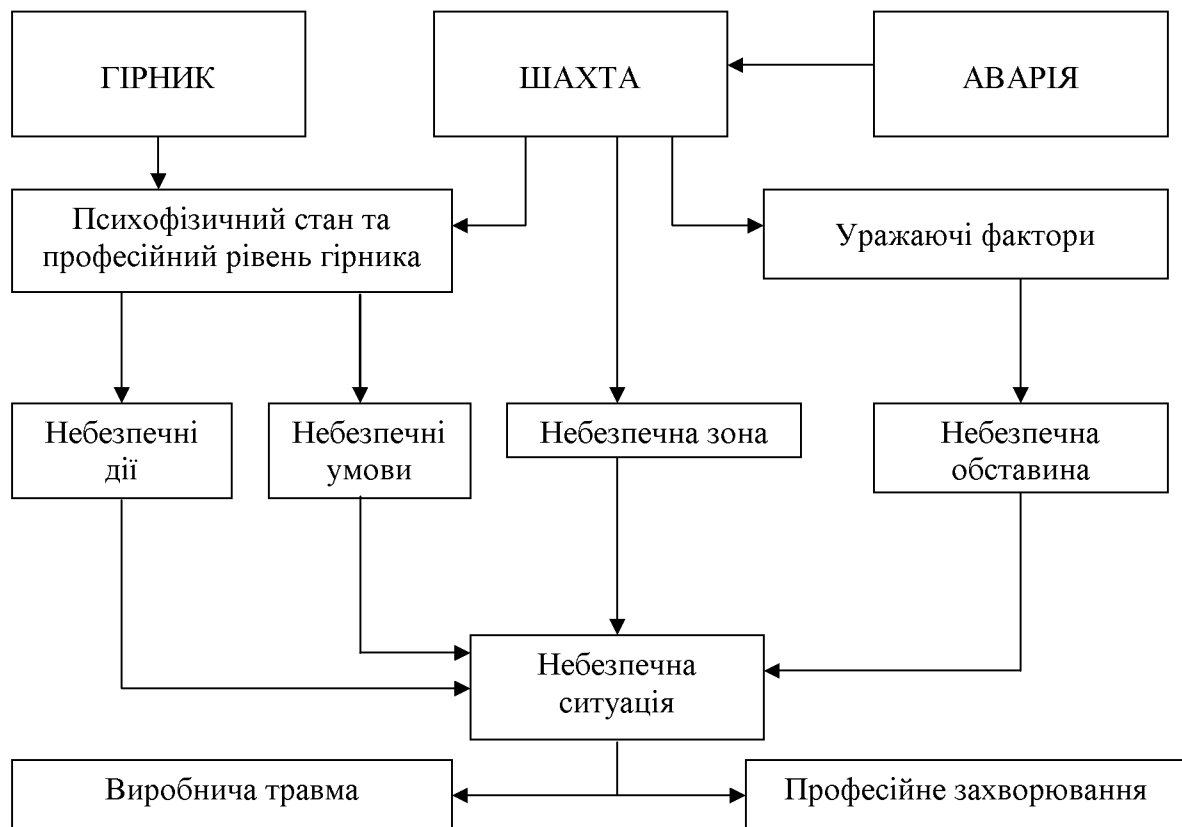 ГІРНИК
ШАХТА
АВАРІЯ
Психофізичний стан та
професійний рівень гірника
Уражаючі фактори
Небезпечні
дії
Небезпечні
умови
Небезпечна зона
Небезпечна
обставина
Небезпечна
ситуація
Виробнича травма
Професійне захворювання